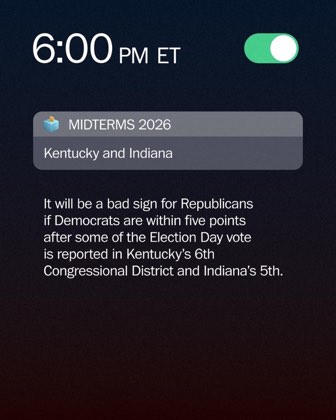 6:00 PM ET
MIDTERMS 2026
Kentucky and Indiana
It will be a bad sign for Republicans
if Democrats are within five points
after some of the Election Day vote
is reported in Kentucky's 6th
Congressional District and Indiana's 5th.